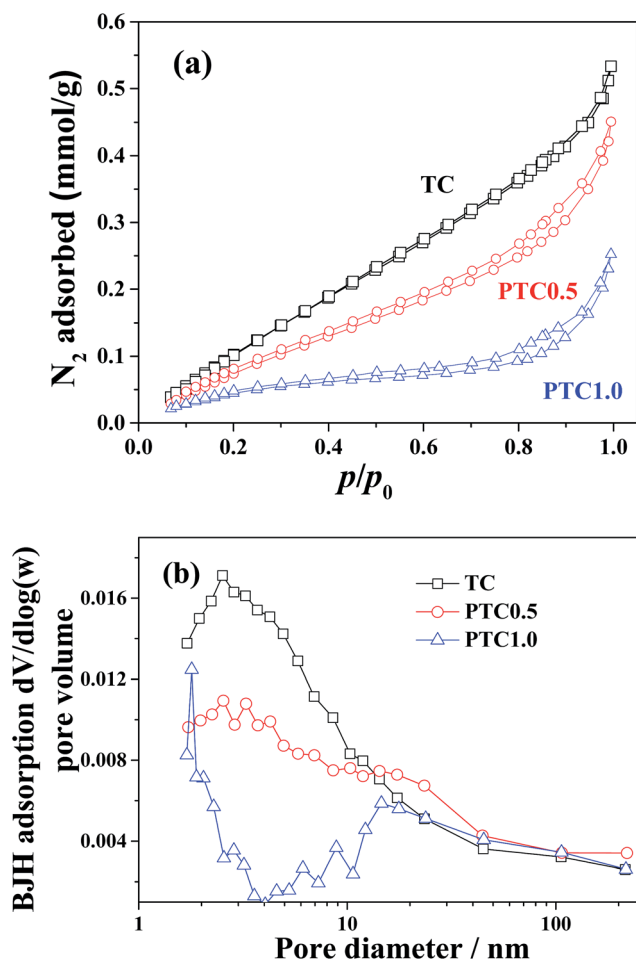 (a)
N₂ adsorbed (mmol/g)
0.6
0.5
0.4
0.3
0.2
0.1
0.0
TC
PTC0.5
PTC1.0
0.0 0.2 0.4 0.6 0.8 1.0
p/p₀
(b)
BJH adsorption dV/dlog(w)
pore volume
0.016
0.012
0.008
0.004
TC
PTC0.5
PTC1.0
1 10 100
Pore diameter / nm